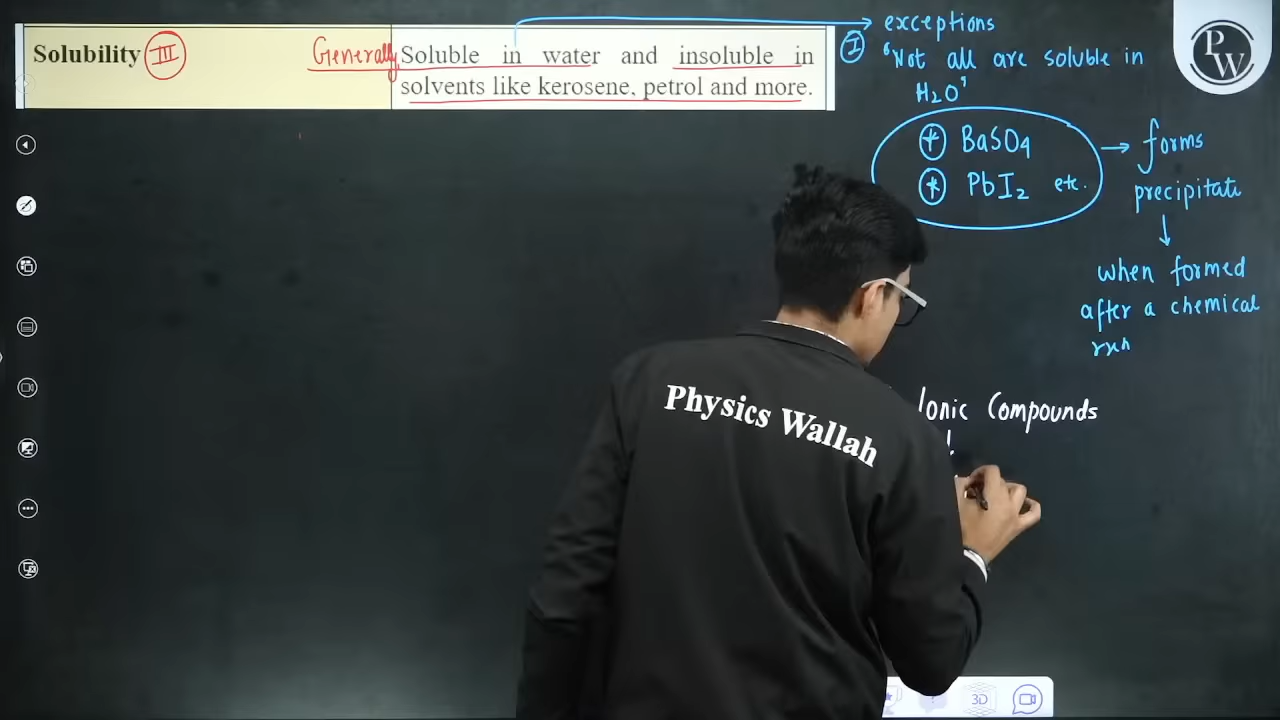 Solubility III
Generally, Soluble in water and insoluble in
solvents like kerosene, petrol and more.
exceptions
I 'Not all are soluble in
H2O'
* BaSO4
* PbI2 etc.
→ forms
precipitate
↓
when formed
after a chemical
rxn
Ionic Compounds
PW
Physics Wallah
3D